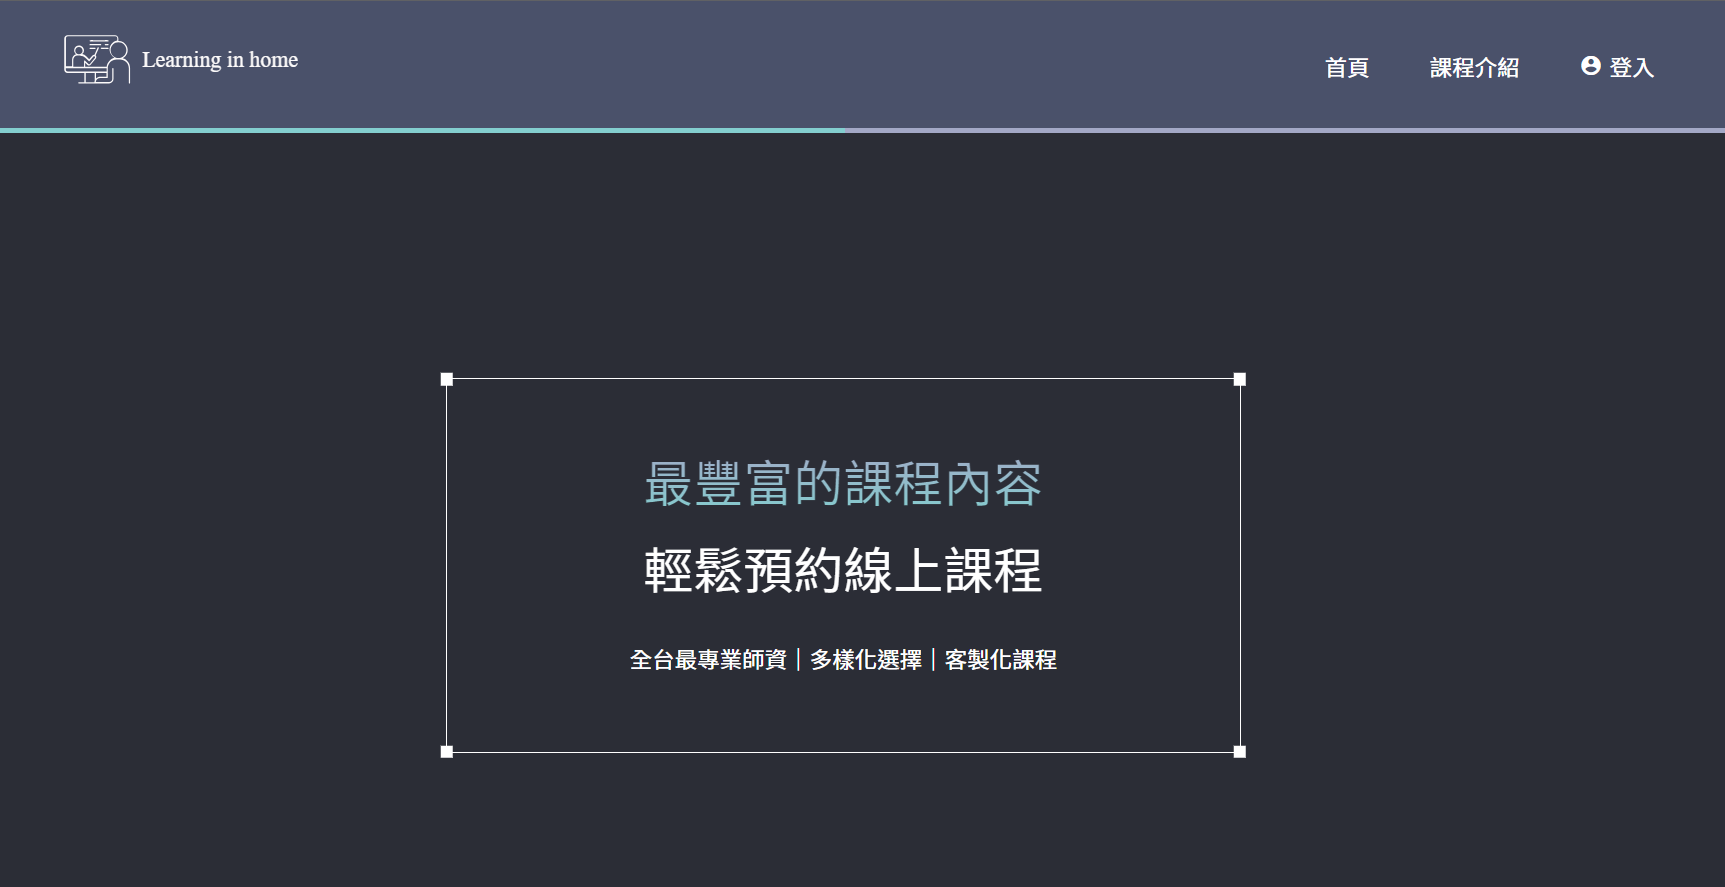 Learning in home
首頁 課程介紹 登入
最豐富的課程內容
輕鬆預約線上課程
全台最專業師資｜多樣化選擇｜客製化課程